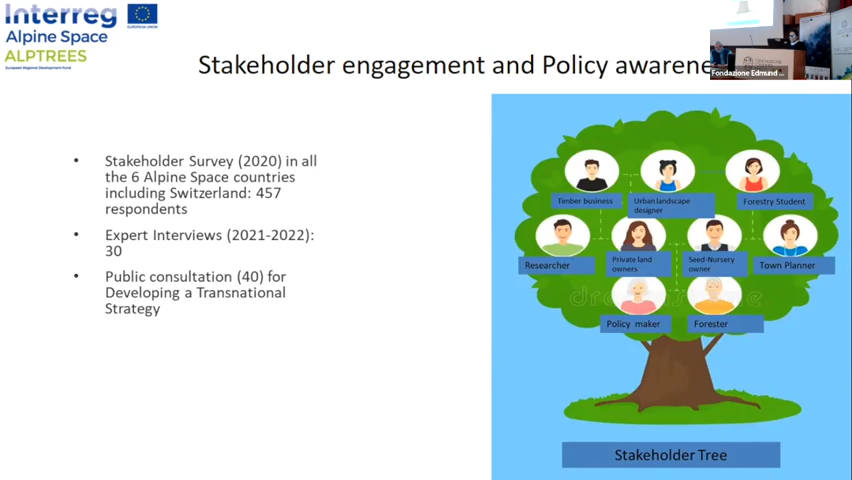 Interreg
EUROPEAN UNION
Alpine Space
ALPTREES
European Regional Development Fund
Fondazione Edmund ...
Stakeholder engagement and Policy awarene
• Stakeholder Survey (2020) in all
the 6 Alpine Space countries
including Switzerland: 457
respondents
• Expert Interviews (2021-2022):
30
• Public consultation (40) for
Developing a Transnational
Strategy
Timber business
Urban landscape
designer
Forestry Student
Researcher
Private land
owners
Seed-Nursery
owner
Town Planner
Policy maker
Forester
Stakeholder Tree